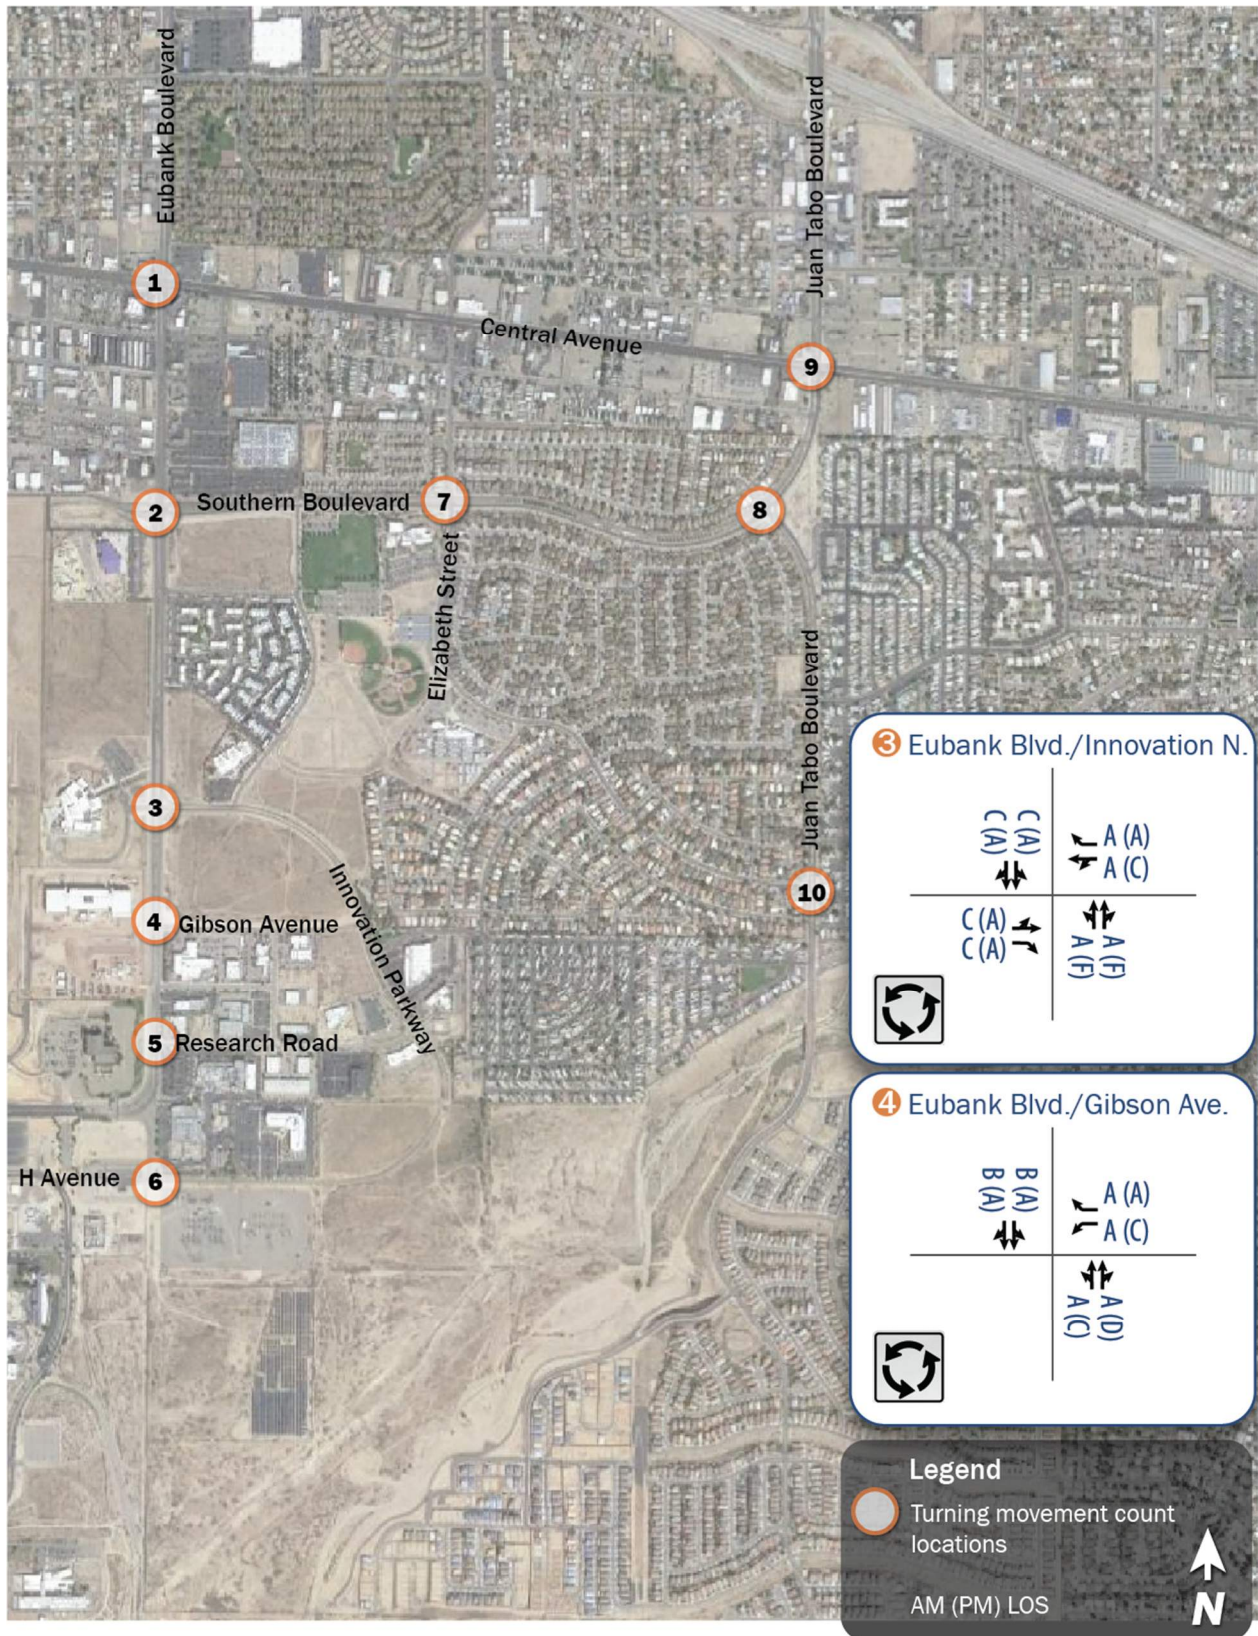 Eubank Boulevard
Juan Tabo Boulevard
1
Central Avenue
9
2
Southern Boulevard
7
8
Elizabeth Street
Juan Tabo Boulevard
3
Innovation Parkway
10
4
Gibson Avenue
5
Research Road
H Avenue
6
3 Eubank Blvd./Innovation N.
C (A)
C (A)
A (A)
A (C)
C (A)
C (A)
A (F)
A (F)
4 Eubank Blvd./Gibson Ave.
B (A)
B (A)
A (A)
A (C)
A (C)
A (D)
Legend
Turning movement count
locations
AM (PM) LOS
N